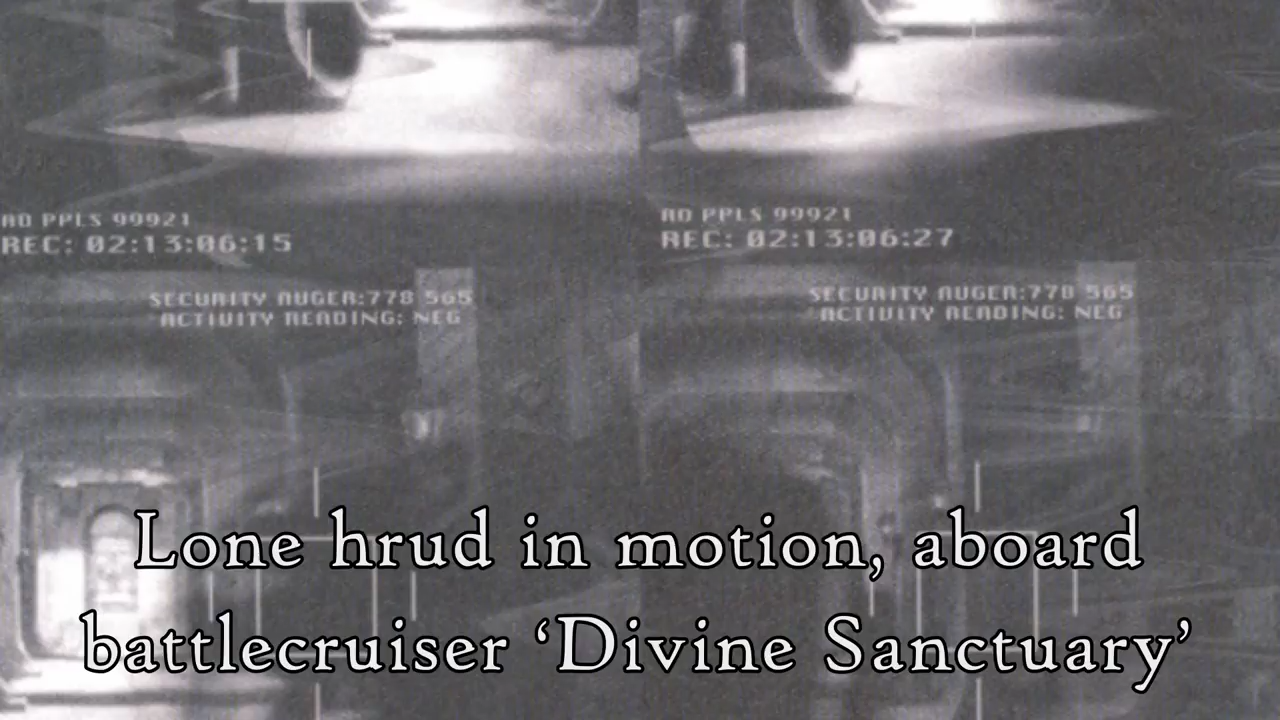 AD PPLS 99921
REC: 02:13:06:15
AD PPLS 99921
REC: 02:13:06:27
SECURITY AUGER:778 565
ACTIVITY READING: NEG
SECURITY AUGER:778 565
ACTIVITY READING: NEG
Lone hrud in motion, aboard
battlecruiser ‘Divine Sanctuary’